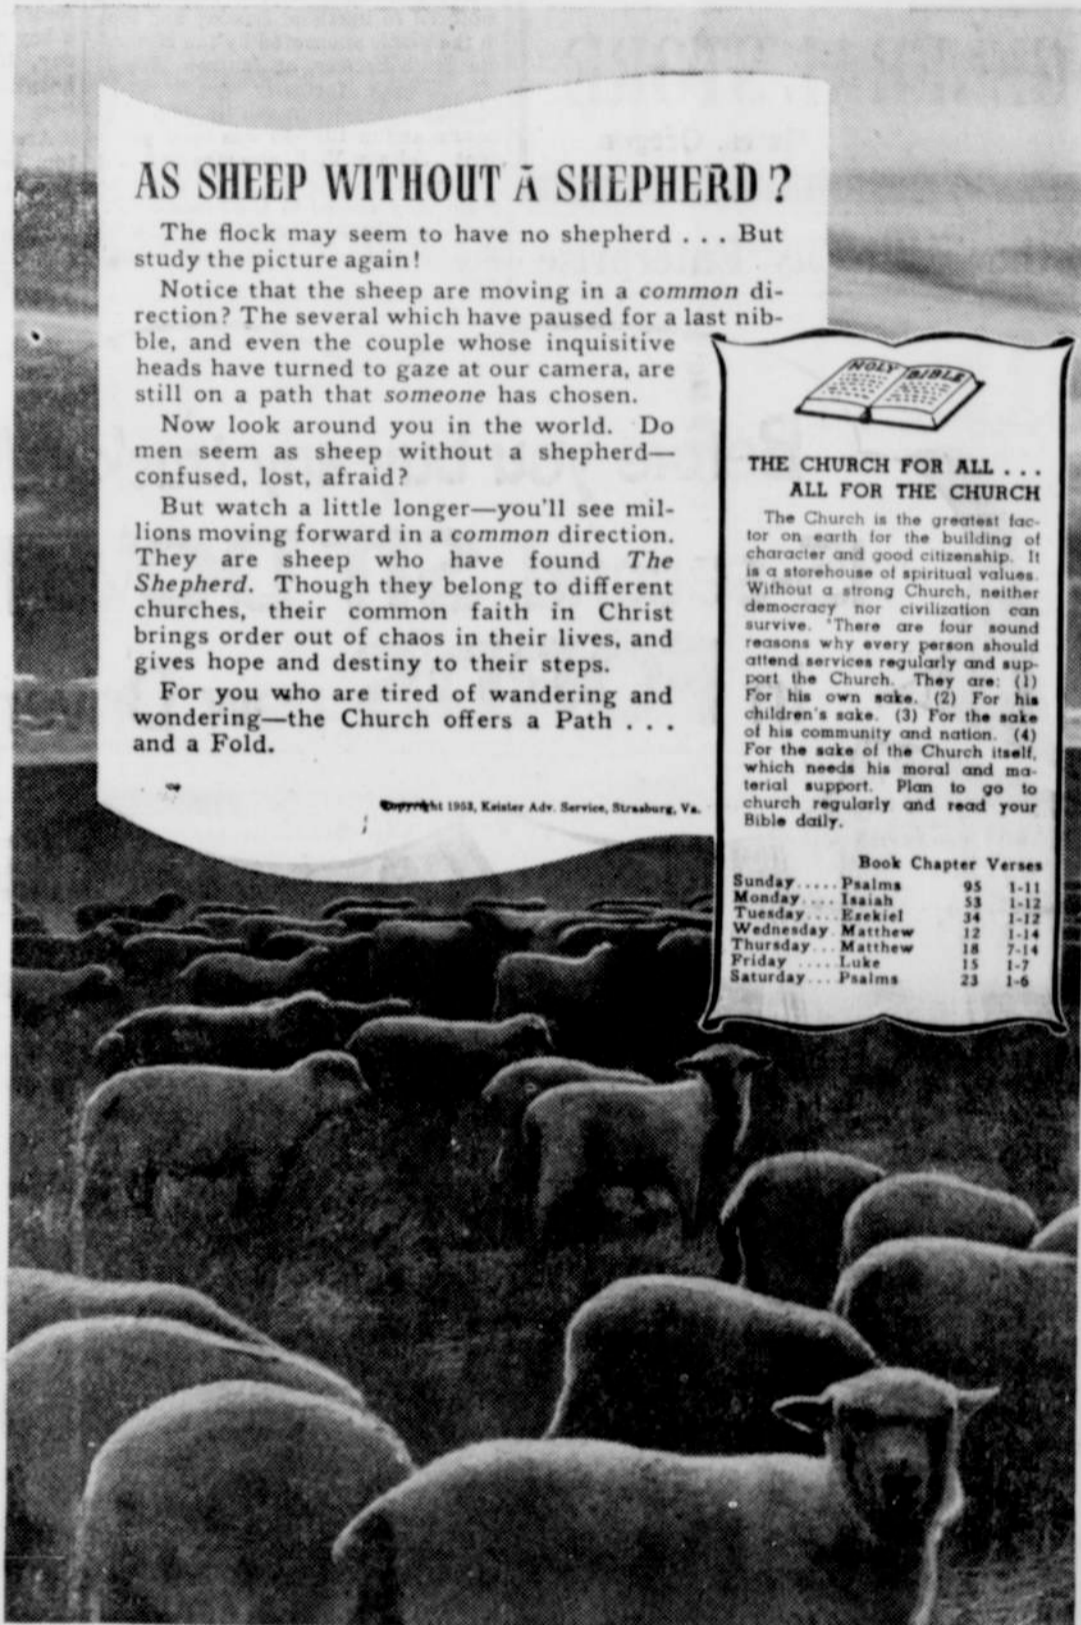 AS SHEEP WITHOUT A SHEPHERD?
The flock may seem to have no shepherd . . . But
study the picture again!
Notice that the sheep are moving in a common di-
rection? The several which have paused for a last nib-
ble, and even the couple whose inquisitive
heads have turned to gaze at our camera, are
still on a path that someone has chosen.
Now look around you in the world. Do
men seem as sheep without a shepherd—
confused, lost, afraid?
But watch a little longer—you'll see mil-
lions moving forward in a common direction.
They are sheep who have found The
Shepherd. Though they belong to different
churches, their common faith in Christ
brings order out of chaos in their lives, and
gives hope and destiny to their steps.
For you who are tired of wandering and
wondering—the Church offers a Path . . .
and a Fold.
Copyright 1953, Keister Adv. Service, Strasburg, Va.
HOLY BIBLE
THE CHURCH FOR ALL . . .
ALL FOR THE CHURCH
The Church is the greatest fac-
tor on earth for the building of
character and good citizenship. It
is a storehouse of spiritual values.
Without a strong Church, neither
democracy nor civilization can
survive. There are four sound
reasons why every person should
attend services regularly and sup-
port the Church. They are: (1)
For his own sake. (2) For his
children's sake. (3) For the sake
of his community and nation. (4)
For the sake of the Church itself,
which needs his moral and ma-
terial support. Plan to go to
church regularly and read your
Bible daily.
Book Chapter Verses
Sunday..... Psalms 95 1-11
Monday.... Isaiah 53 1-12
Tuesday.... Ezekiel 34 1-12
Wednesday. Matthew 12 1-14
Thursday... Matthew 18 7-14
Friday ..... Luke 15 1-7
Saturday... Psalms 23 1-6